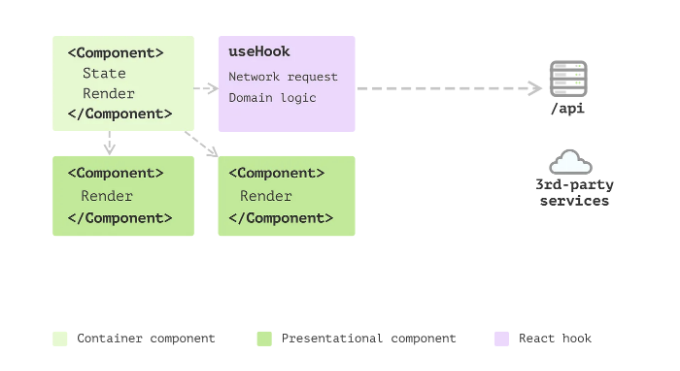 <Component>
State
Render
</Component>
useHook
Network request
Domain logic
/api
<Component>
Render
</Component>
<Component>
Render
</Component>
3rd-party
services
Container component
Presentational component
React hook